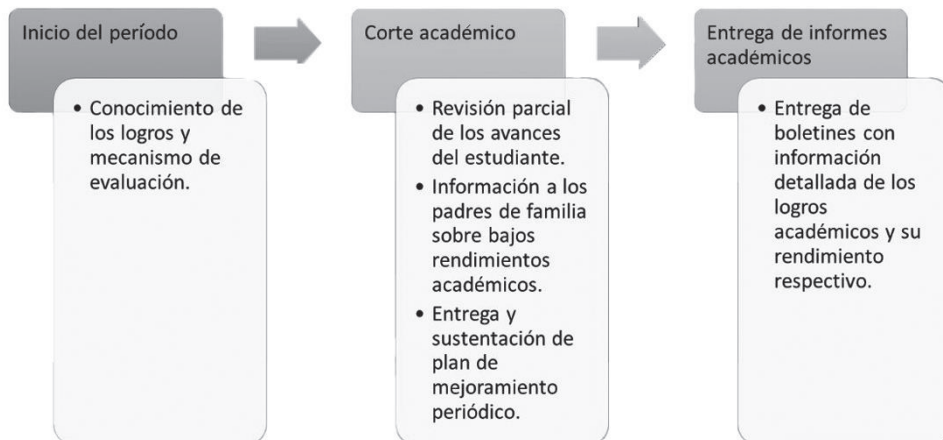 Inicio del período
• Conocimiento de
los logros y
mecanismo de
evaluación.
Corte académico
• Revisión parcial
de los avances
del estudiante.
• Información a los
padres de familia
sobre bajos
rendimientos
académicos.
• Entrega y
sustentación de
plan de
mejoramiento
periódico.
Entrega de informes
académicos
• Entrega de
boletines con
información
detallada de los
logros
académicos y su
rendimiento
respectivo.